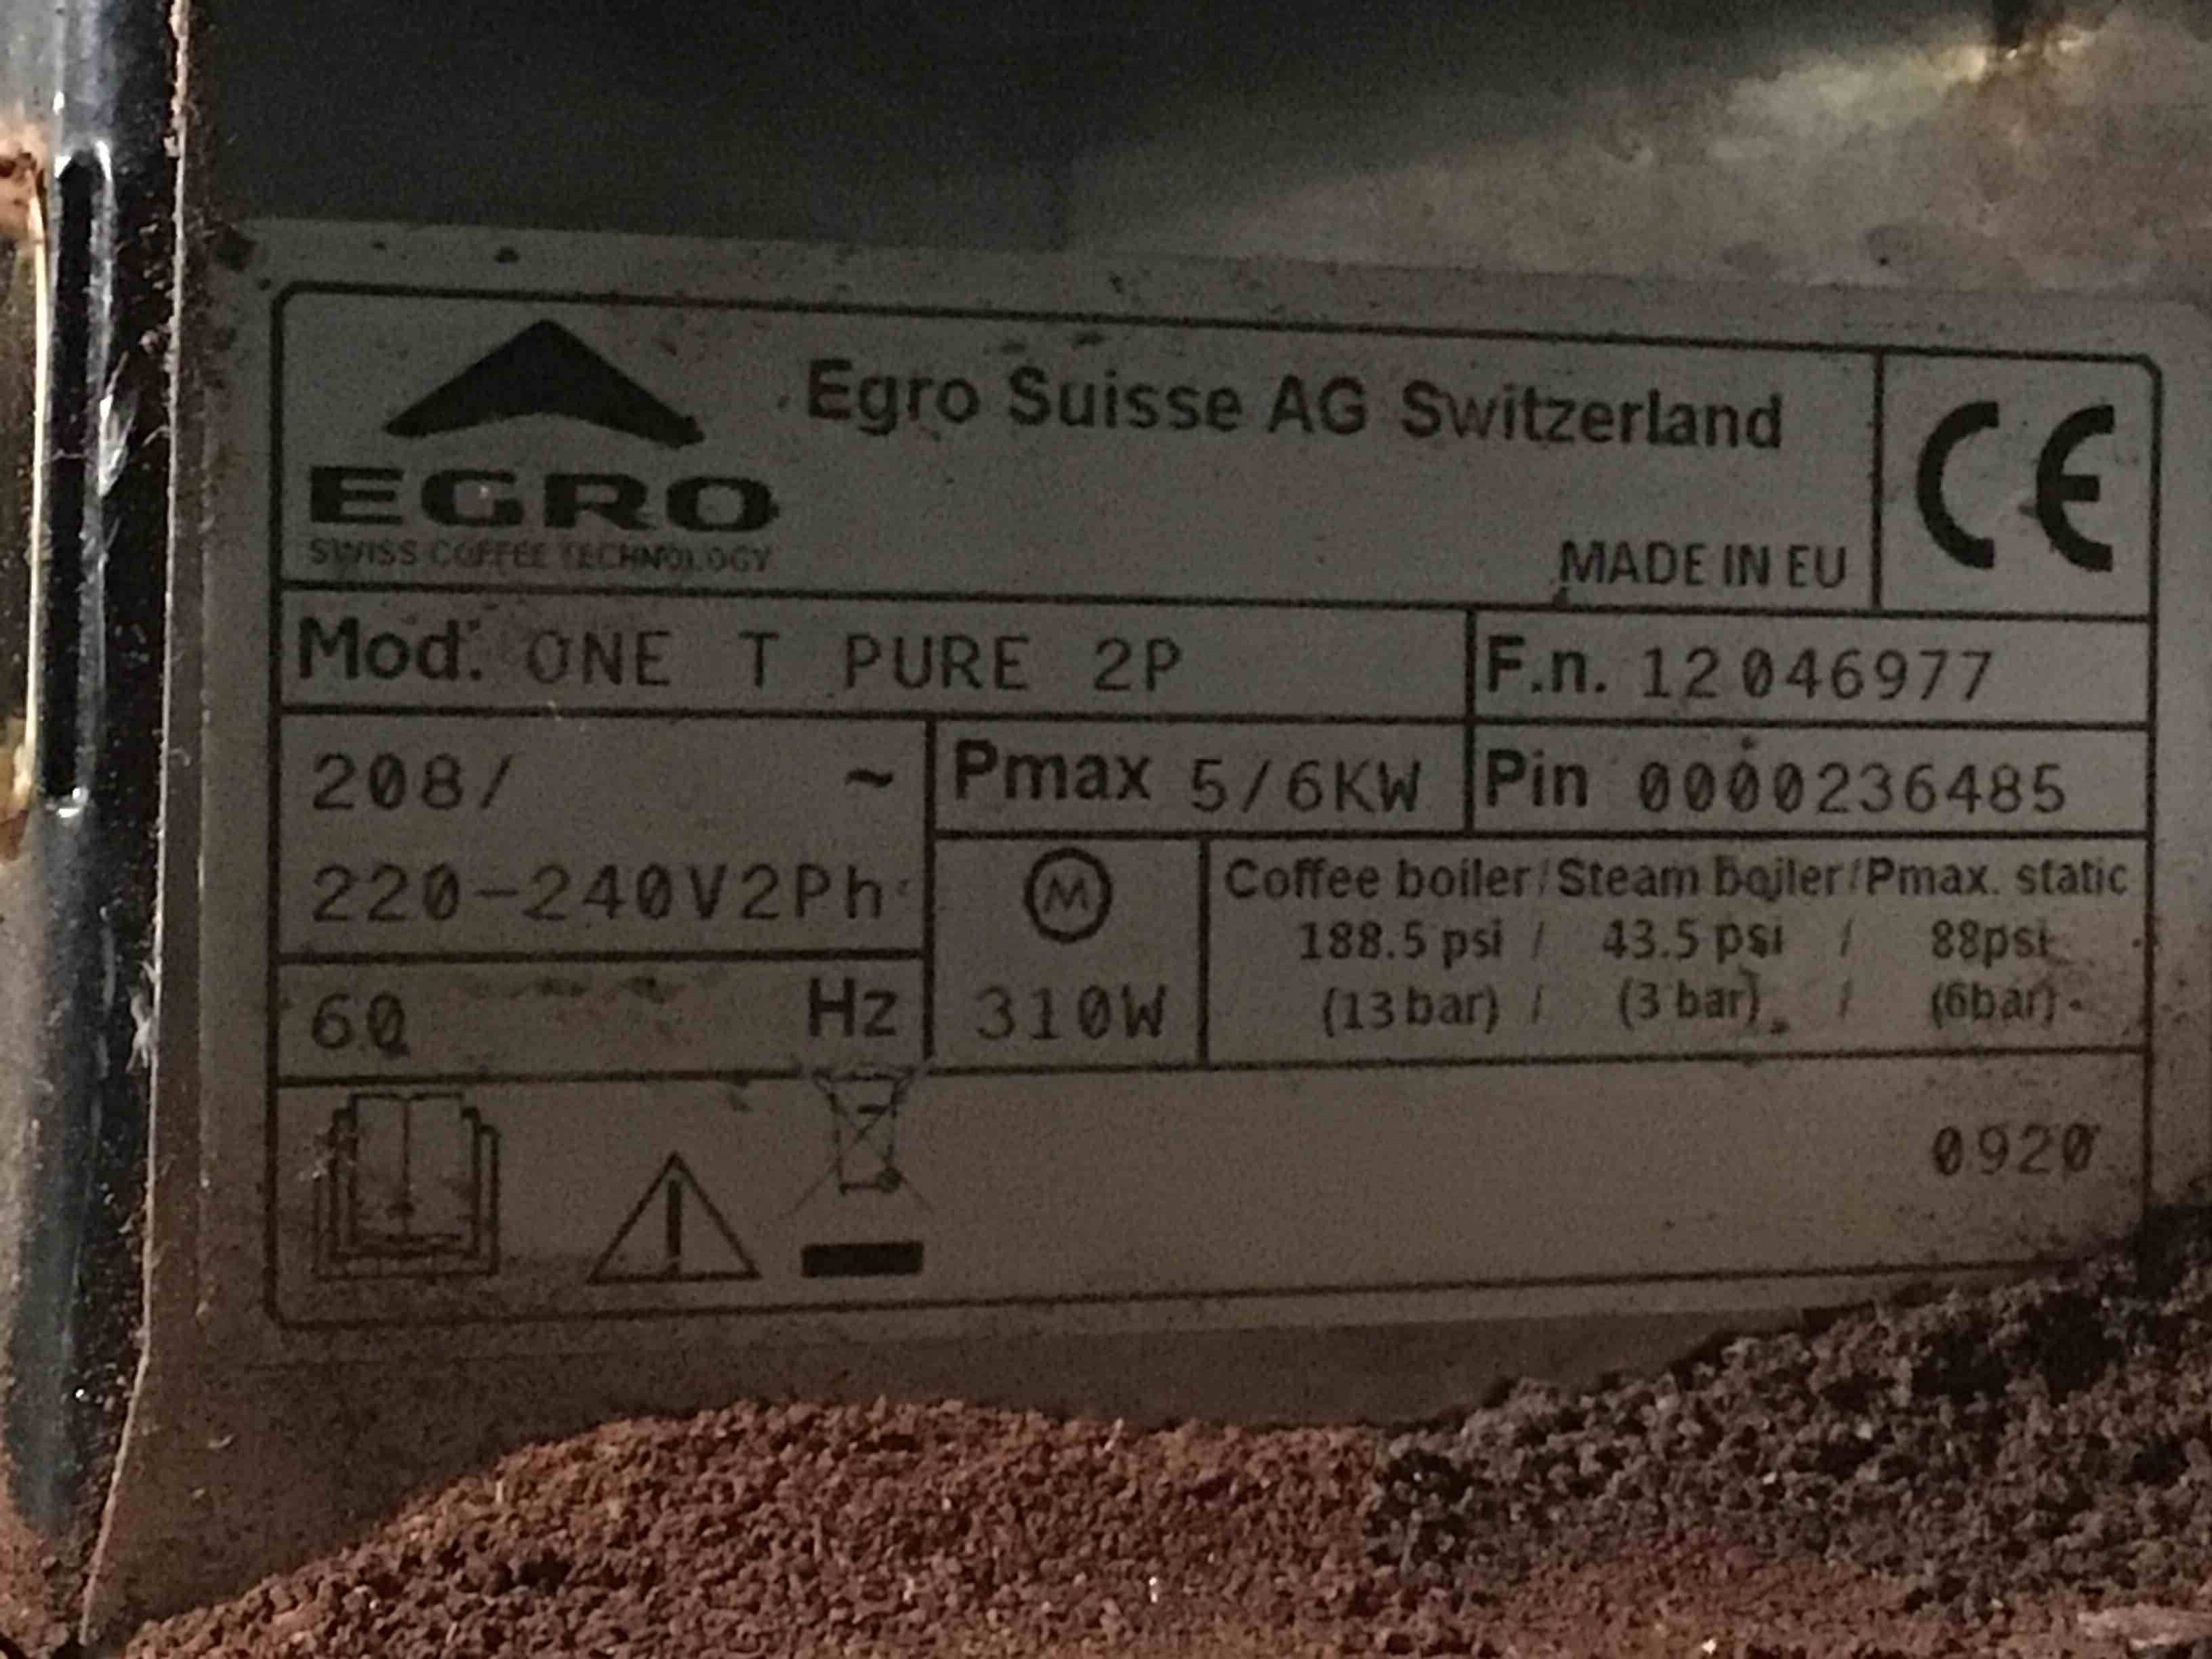 Egro Suisse AG Switzerland
EGRO
SWISS COFFEE TECHNOLOGY
MADE IN EU
CE
Mod. ONE T PURE 2P
F.n. 12046977
208/ ~
220-240V2Ph
Pmax 5/6KW
Pin 0000236485
60 Hz
M
310W
Coffee boiler/Steam boiler/Pmax. static
188.5 psi / 43.5 psi / 88psi
(13 bar) / (3 bar) / (6bar)
0920